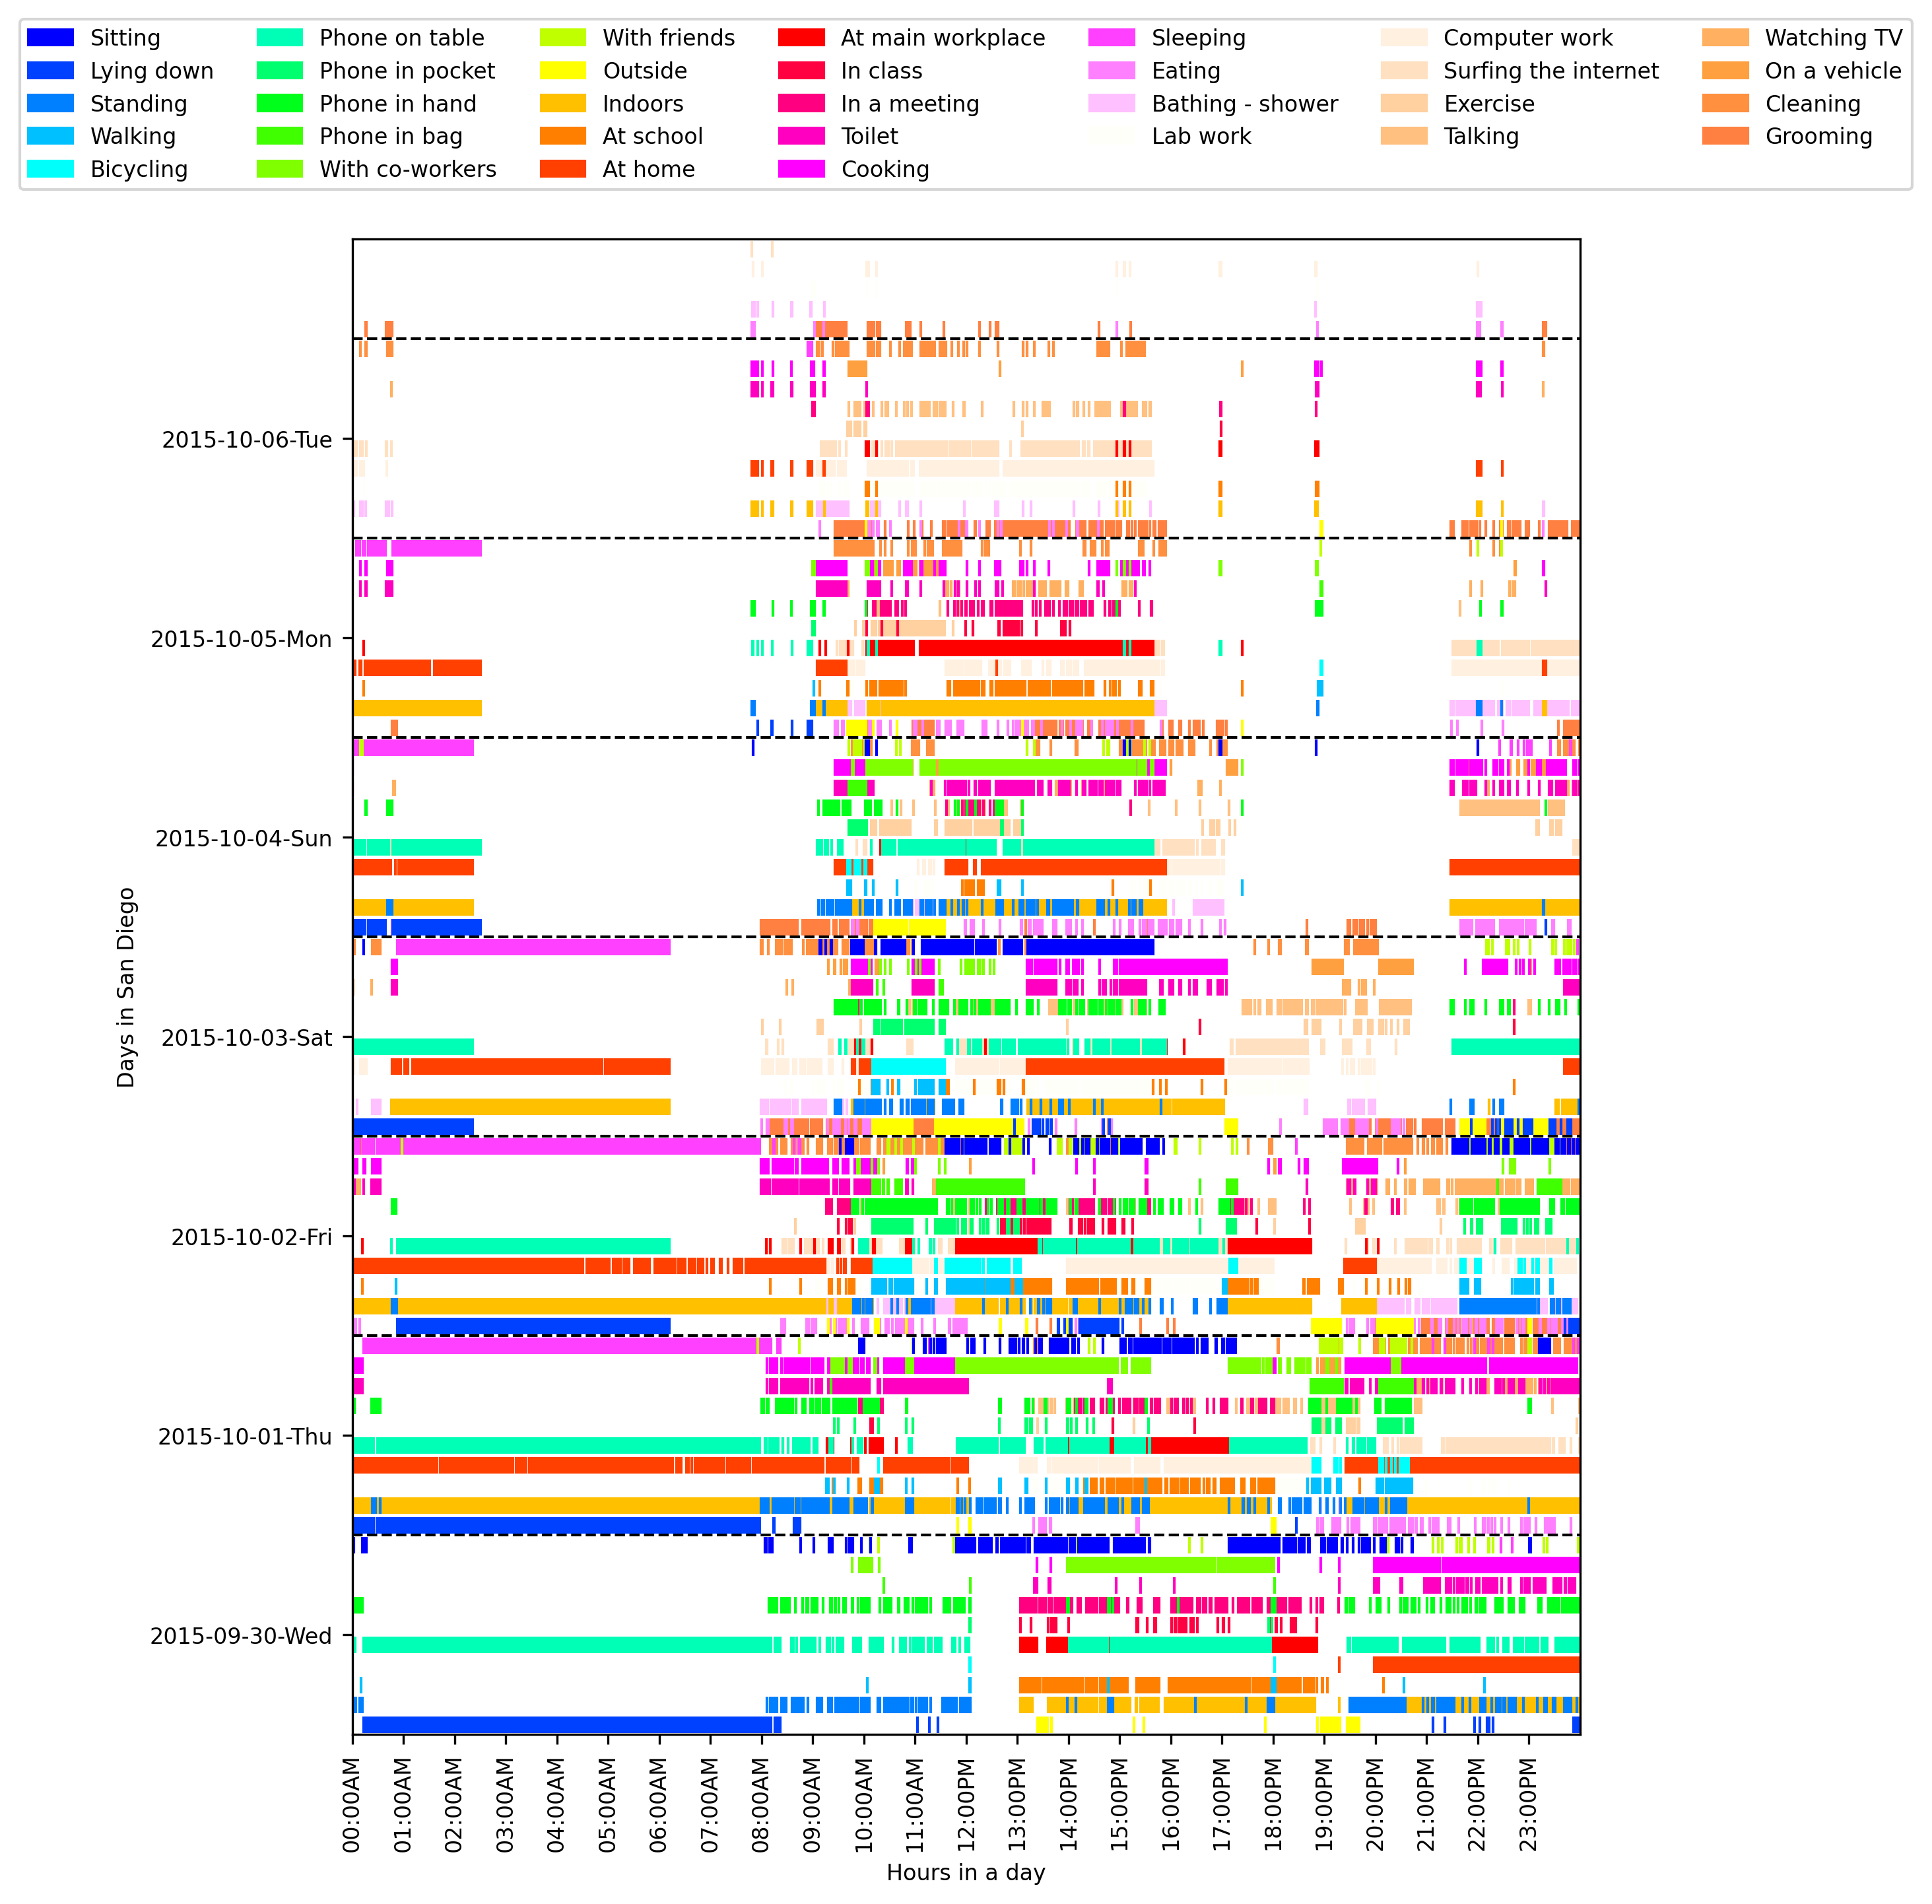 Sitting
Lying down
Standing
Walking
Bicycling
Phone on table
Phone in pocket
Phone in hand
Phone in bag
With co-workers
With friends
Outside
Indoors
At school
At home
At main workplace
In class
In a meeting
Toilet
Cooking
Sleeping
Eating
Bathing - shower
Lab work
Computer work
Surfing the internet
Exercise
Talking
Watching TV
On a vehicle
Cleaning
Grooming
Days in San Diego
2015-10-06-Tue
2015-10-05-Mon
2015-10-04-Sun
2015-10-03-Sat
2015-10-02-Fri
2015-10-01-Thu
2015-09-30-Wed
00:00AM
01:00AM
02:00AM
03:00AM
04:00AM
05:00AM
06:00AM
07:00AM
08:00AM
09:00AM
10:00AM
11:00AM
12:00PM
13:00PM
14:00PM
15:00PM
16:00PM
17:00PM
18:00PM
19:00PM
20:00PM
21:00PM
22:00PM
23:00PM
Hours in a day